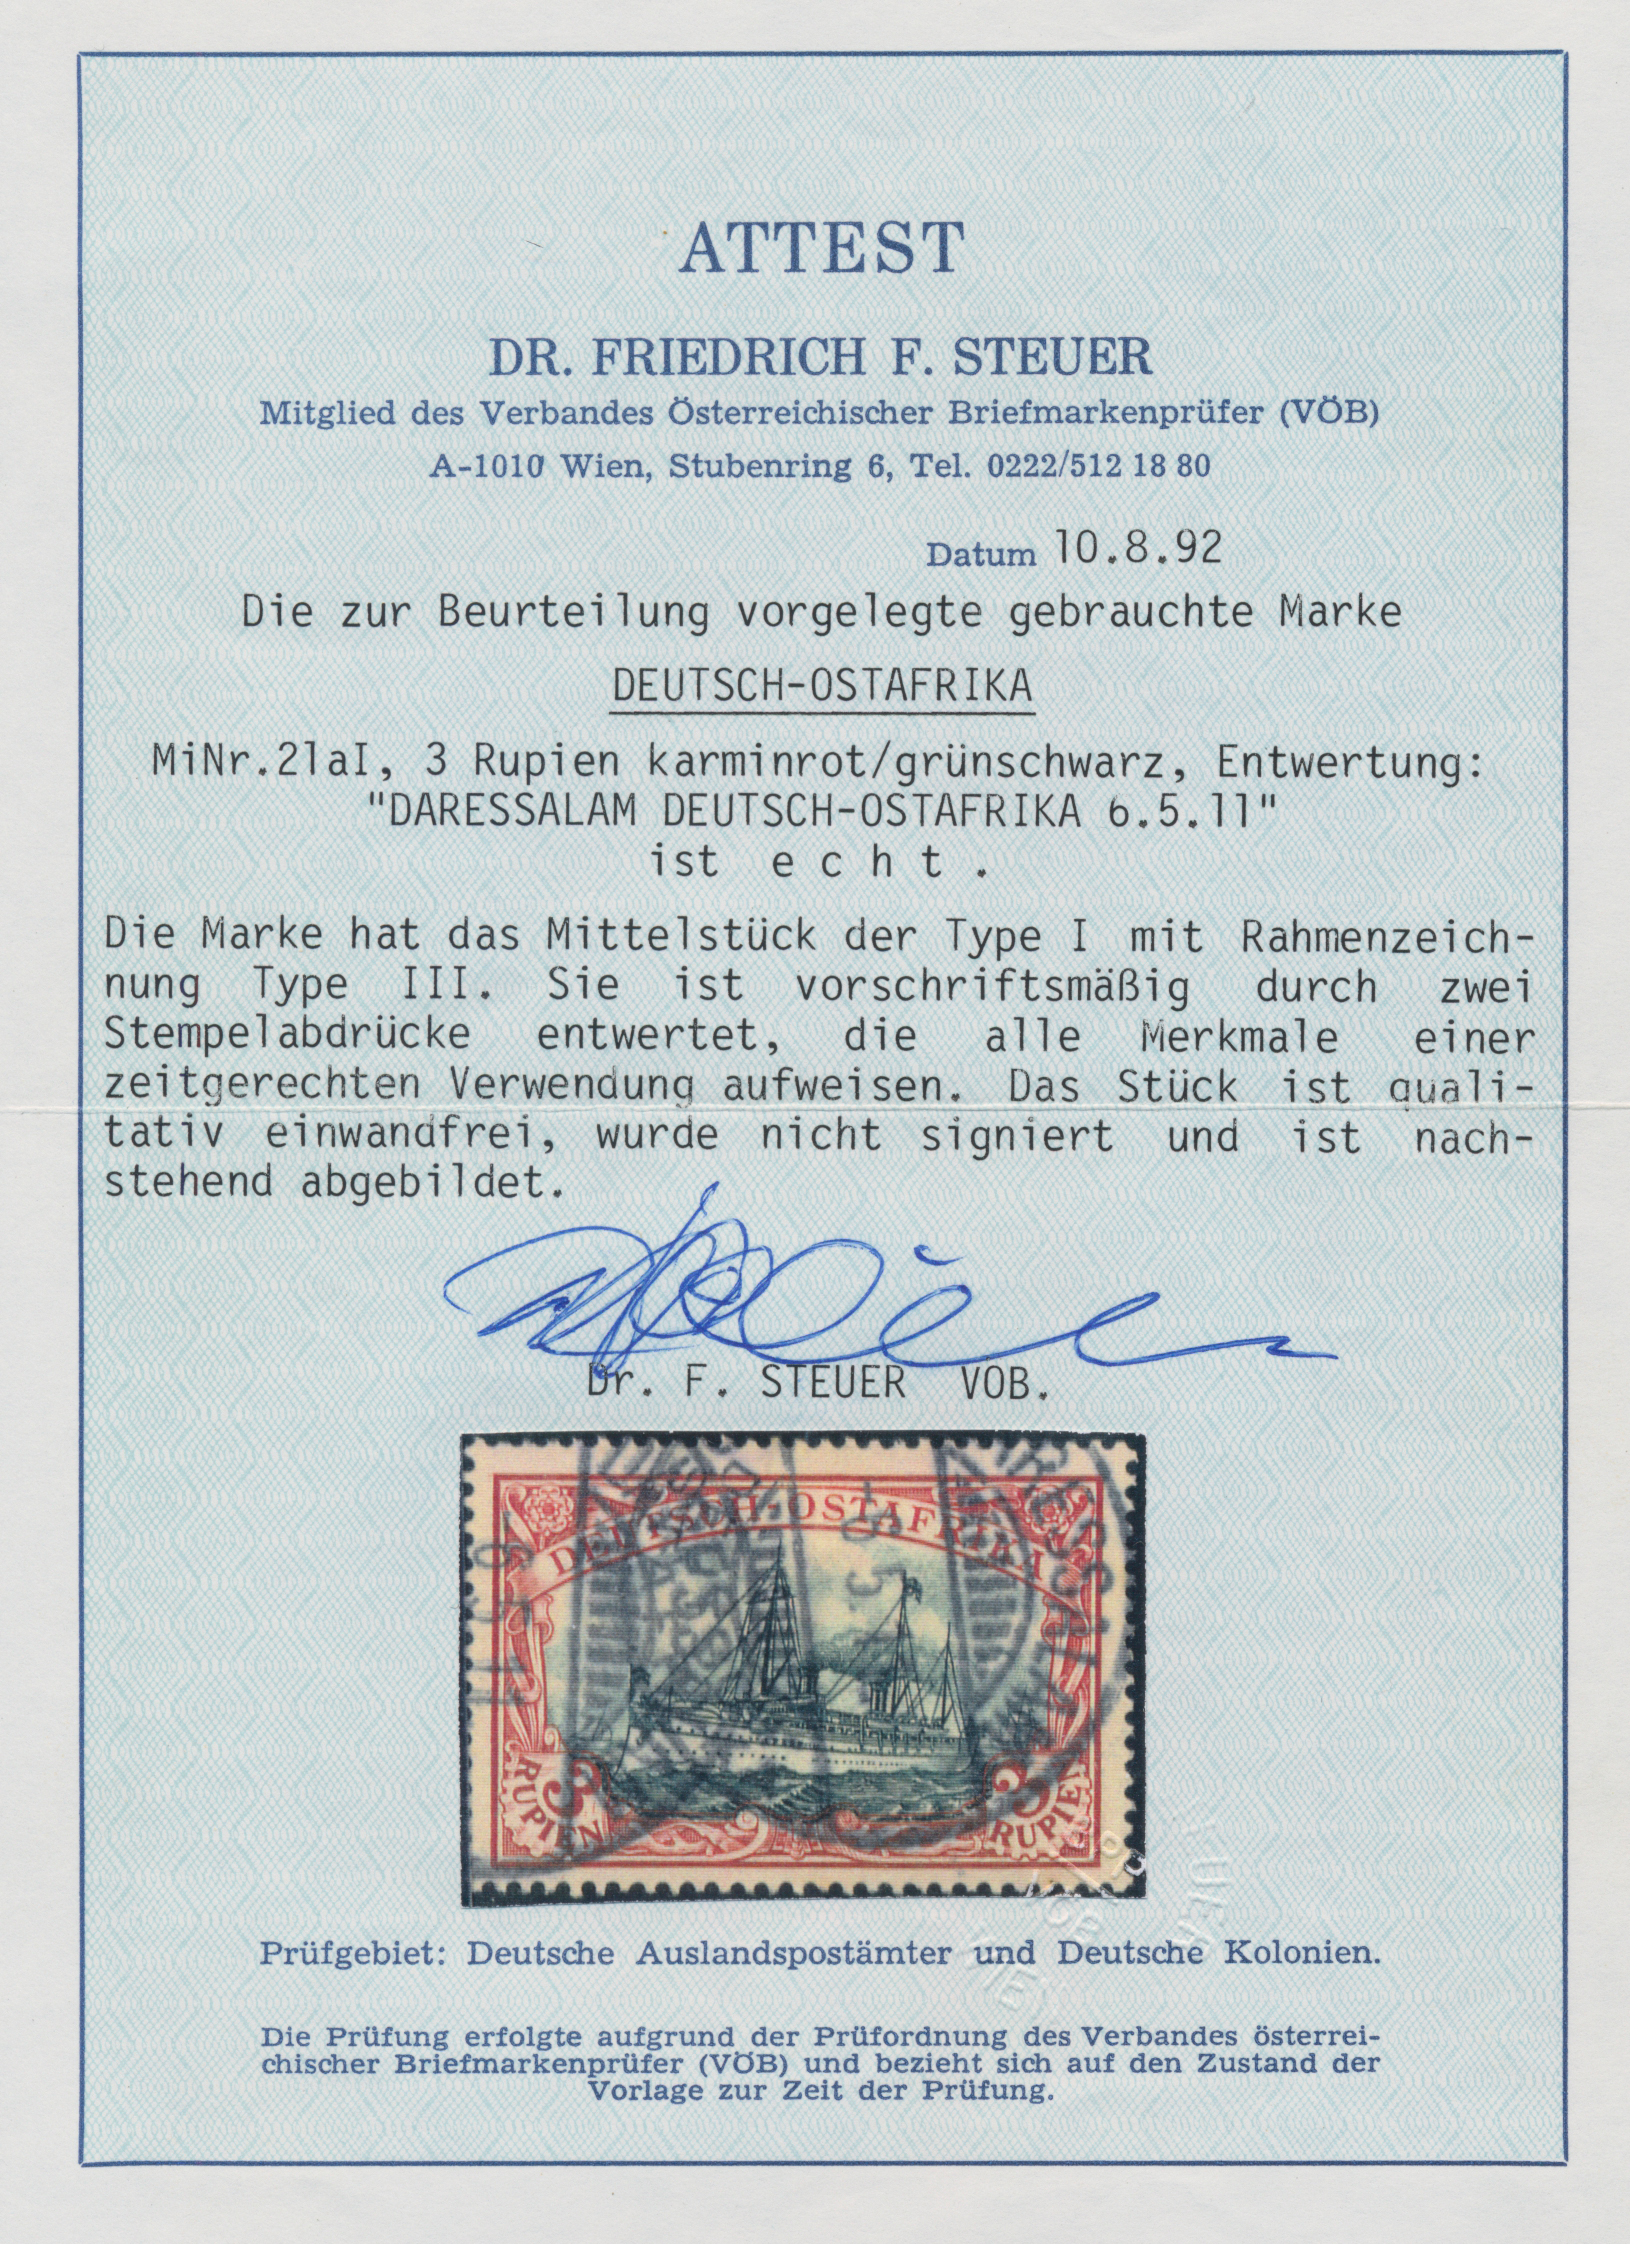 ATTEST
DR. FRIEDRICH F. STEUER
Mitglied des Verbandes Österreichischer Briefmarkenprüfer (VÖB)
A-1010 Wien, Stubenring 6, Tel. 0222/512 18 80
Datum 10.8.92
Die zur Beurteilung vorgelegte gebrauchte Marke
DEUTSCH-OSTAFRIKA
MiNr.21aI, 3 Rupien karminrot/grünschwarz, Entwertung:
"DARESSALAM DEUTSCH-OSTAFRIKA 6.5.11"
ist e c h t .
Die Marke hat das Mittelstück der Type I mit Rahmenzeich-
nung Type III. Sie ist vorschriftsmäßig durch zwei
Stempelabdrücke entwertet, die alle Merkmale einer
zeitgerechten Verwendung aufweisen. Das Stück ist quali-
tativ einwandfrei, wurde nicht signiert und ist nach-
stehend abgebildet.
Dr. F. STEUER VOB.
DEUTSCH-OSTAFRIKA
3 RUPIEN
3 RUPIEN
Prüfgebiet: Deutsche Auslandspostämter und Deutsche Kolonien.
Die Prüfung erfolgte aufgrund der Prüfordnung des Verbandes österrei-
chischer Briefmarkenprüfer (VÖB) und bezieht sich auf den Zustand der
Vorlage zur Zeit der Prüfung.